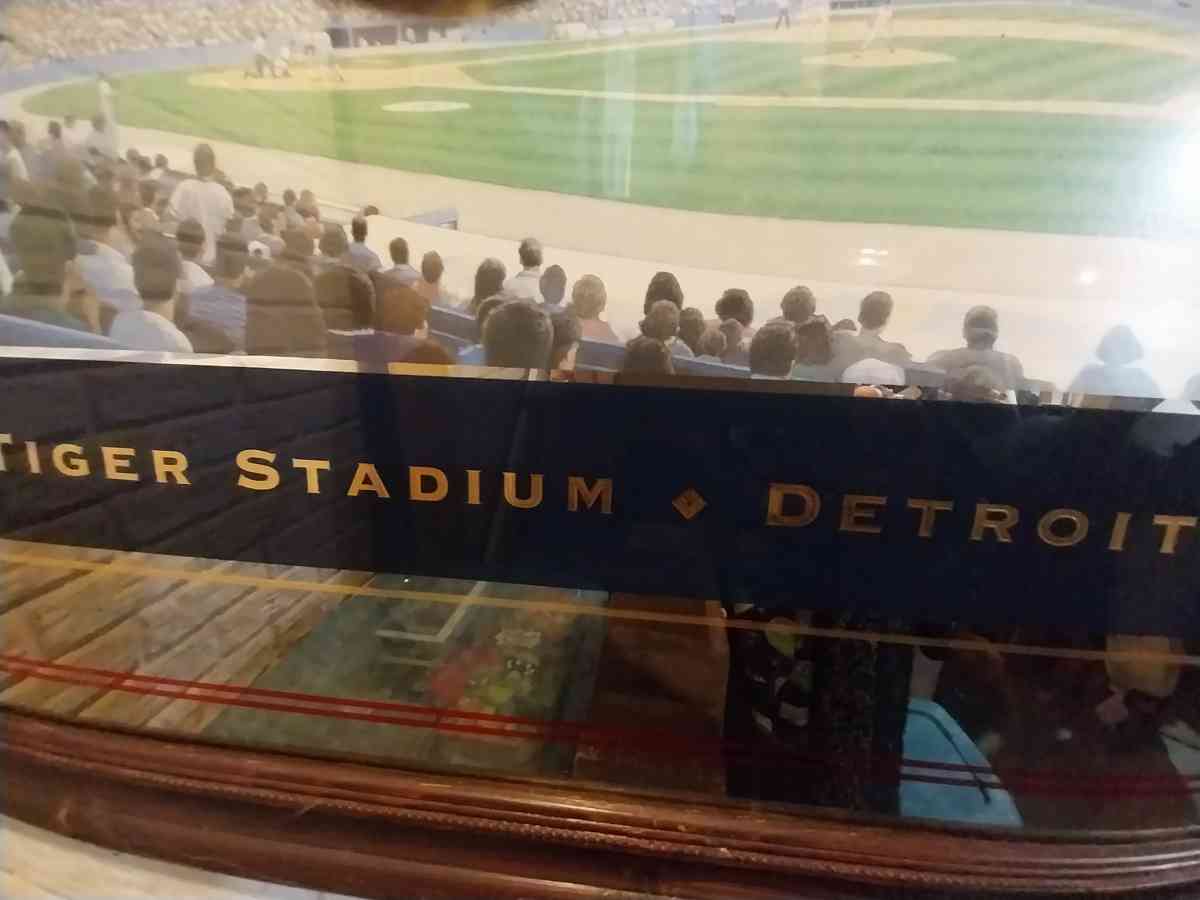 TIGER STADIUM ◆ DETROIT